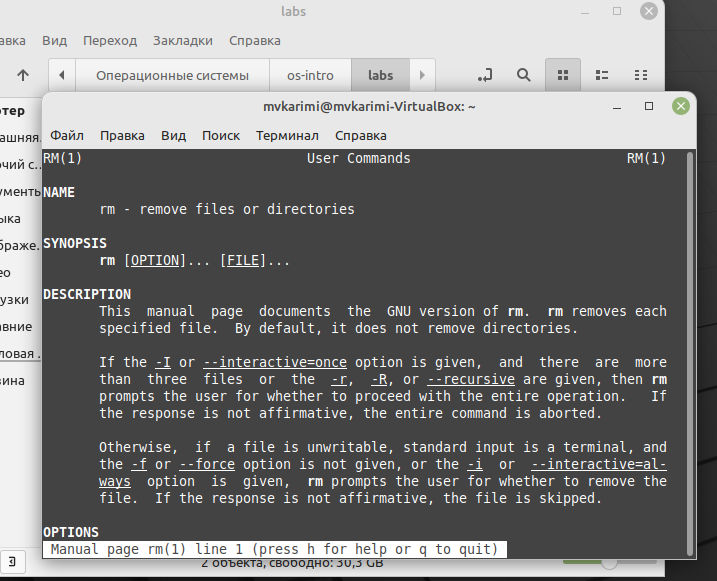 labs
Вид Переход Закладки Справка
Операционные системы os-intro labs
mvkarimi@mvkarimi-VirtualBox: ~
Файл Правка Вид Поиск Терминал Справка
RM(1) User Commands RM(1)
NAME
rm - remove files or directories
SYNOPSIS
rm [OPTION]... [FILE]...
DESCRIPTION
This manual page documents the GNU version of rm. rm removes each
specified file. By default, it does not remove directories.
If the -I or --interactive=once option is given, and there are more
than three files or the -r, -R, or --recursive are given, then rm
prompts the user for whether to proceed with the entire operation. If
the response is not affirmative, the entire command is aborted.
Otherwise, if a file is unwritable, standard input is a terminal, and
the -f or --force option is not given, or the -i or --interactive=al-
ways option is given, rm prompts the user for whether to remove the
file. If the response is not affirmative, the file is skipped.
OPTIONS
Manual page rm(1) line 1 (press h for help or q to quit)
2 объекта, свободно: 30,3 GB